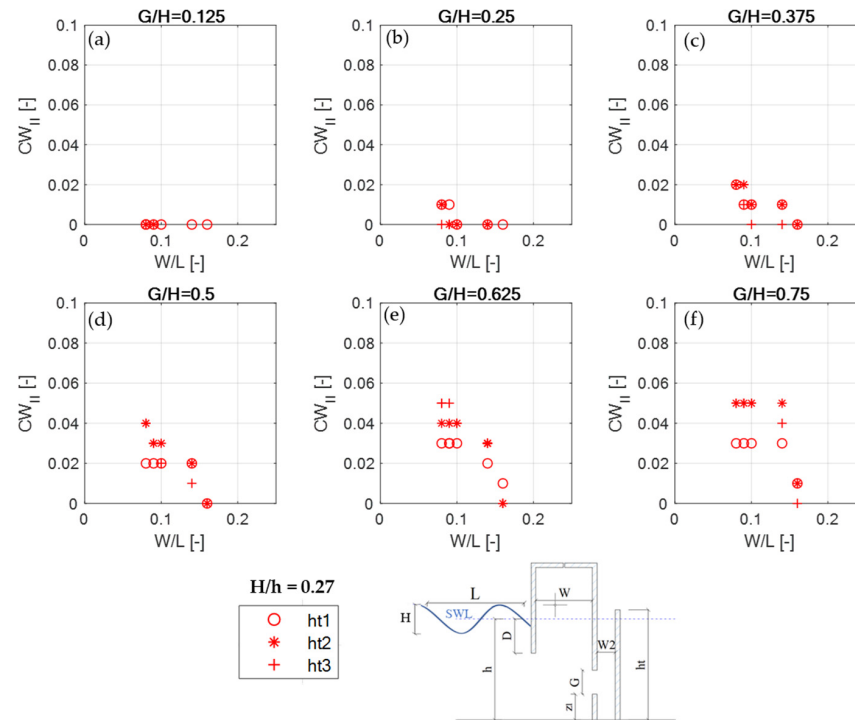 G/H=0.125
(a)
0.1
0.08
0.06
0.04
0.02
0
CW_II [-]
0 0.1 0.2
W/L [-]
G/H=0.25
(b)
0.1
0.08
0.06
0.04
0.02
0
CW_II [-]
0 0.1 0.2
W/L [-]
G/H=0.375
(c)
0.1
0.08
0.06
0.04
0.02
0
CW_II [-]
0 0.1 0.2
W/L [-]
G/H=0.5
(d)
0.1
0.08
0.06
0.04
0.02
0
CW_II [-]
0 0.1 0.2
W/L [-]
G/H=0.625
(e)
0.1
0.08
0.06
0.04
0.02
0
CW_II [-]
0 0.1 0.2
W/L [-]
G/H=0.75
(f)
0.1
0.08
0.06
0.04
0.02
0
CW_II [-]
0 0.1 0.2
W/L [-]
H/h = 0.27
ht1
ht2
ht3
L
W
H
SWL
D
W2
h
G
ht
zi